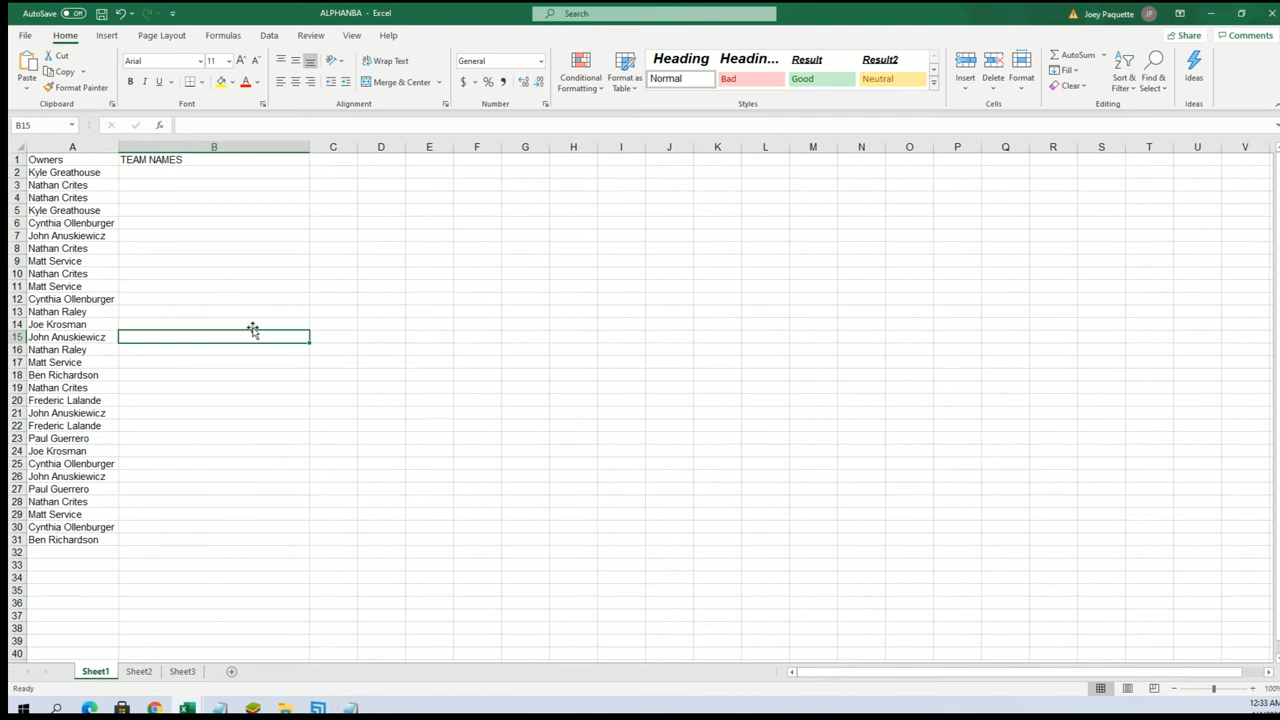 AutoSave Off ALPHANBA - Excel Search Joey Paquette JP
File Home Insert Page Layout Formulas Data Review View Help Share Comments
Paste Cut Copy Format Painter Clipboard
Arial 11 A A B I U A Font
Wrap Text Merge & Center Alignment
General $ % Number
Conditional Formatting Format as Table
Heading Headin... Result Result2
Normal Bad Good Neutral
Styles
Insert Delete Format Cells
AutoSum Fill Clear Sort & Filter Find & Select Editing
Ideas Ideas
B15 fx
A B C D E F G H I J K L M N O P Q R S T U V
1 Owners TEAM NAMES
2 Kyle Greathouse
3 Nathan Crites
4 Nathan Crites
5 Kyle Greathouse
6 Cynthia Ollenburger
7 John Anuskiewicz
8 Nathan Crites
9 Matt Service
10 Nathan Crites
11 Matt Service
12 Cynthia Ollenburger
13 Nathan Raley
14 Joe Krosman
15 John Anuskiewicz
16 Nathan Raley
17 Matt Service
18 Ben Richardson
19 Nathan Crites
20 Frederic Lalande
21 John Anuskiewicz
22 Frederic Lalande
23 Paul Guerrero
24 Joe Krosman
25 Cynthia Ollenburger
26 John Anuskiewicz
27 Paul Guerrero
28 Nathan Crites
29 Matt Service
30 Cynthia Ollenburger
31 Ben Richardson
32
33
34
35
36
37
38
39
40
Sheet1 Sheet2 Sheet3
Ready 100%
12:33 AM